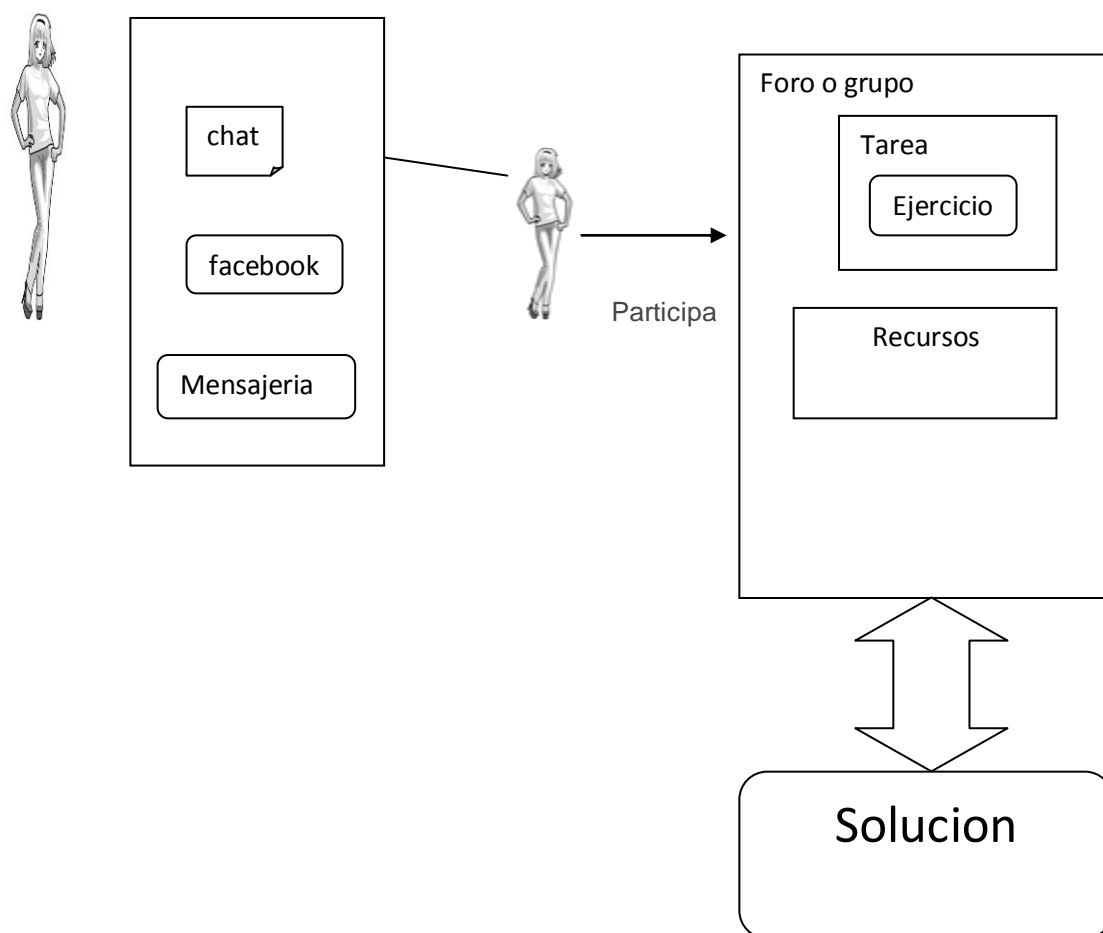 chat
facebook
Mensajeria
Participa
Foro o grupo
Tarea
Ejercicio
Recursos
Solucion